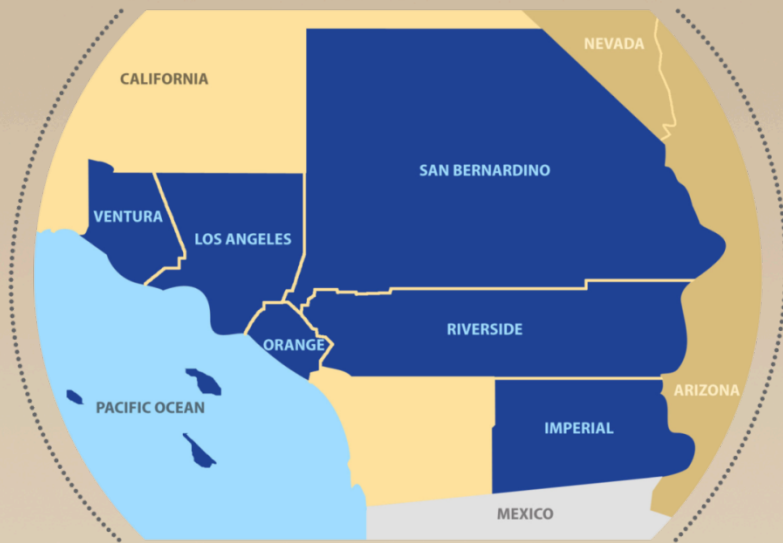 NEVADA
CALIFORNIA
SAN BERNARDINO
VENTURA
LOS ANGELES
RIVERSIDE
ORANGE
ARIZONA
PACIFIC OCEAN
IMPERIAL
MEXICO